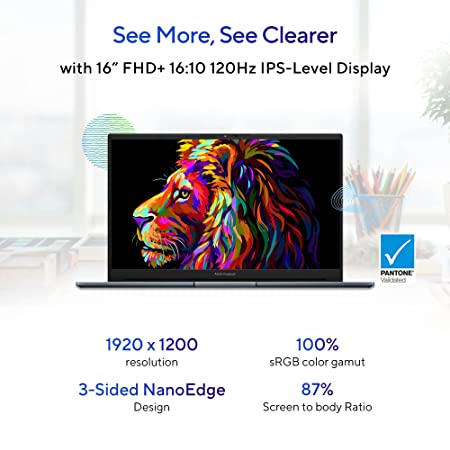 See More, See Clearer
with 16" FHD+ 16:10 120Hz IPS-Level Display
PANTONE®
Validated
1920 x 1200
resolution
100%
sRGB color gamut
3-Sided NanoEdge
Design
87%
Screen to body Ratio